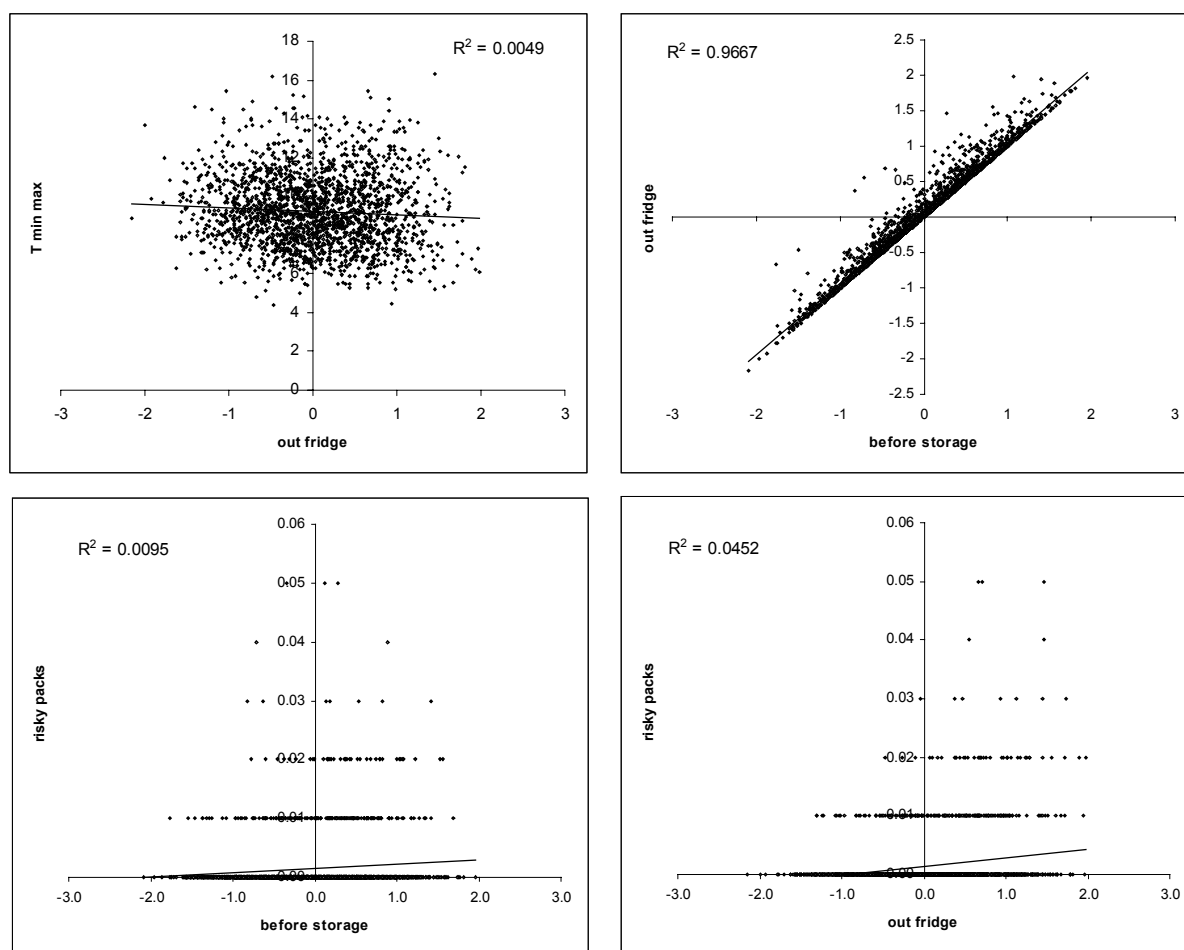 R² = 0.0049
18
16
14
12
6
4
2
0
T min max
-3 -2 -1 0 1 2 3
out fridge
R² = 0.9667
2.5
2
1.5
1
0.5
-0.5
-1
-1.5
-2
-2.5
out fridge
-3 -2 -1 0 1 2 3
before storage
R² = 0.0095
0.06
0.05
0.04
0.03
0.02
0.01
0.00
risky packs
-3.0 -2.0 -1.0 0.0 1.0 2.0 3.0
before storage
R² = 0.0452
0.06
0.05
0.04
0.03
0.02
0.01
0.00
risky packs
-3.0 -2.0 -1.0 0.0 1.0 2.0 3.0
out fridge